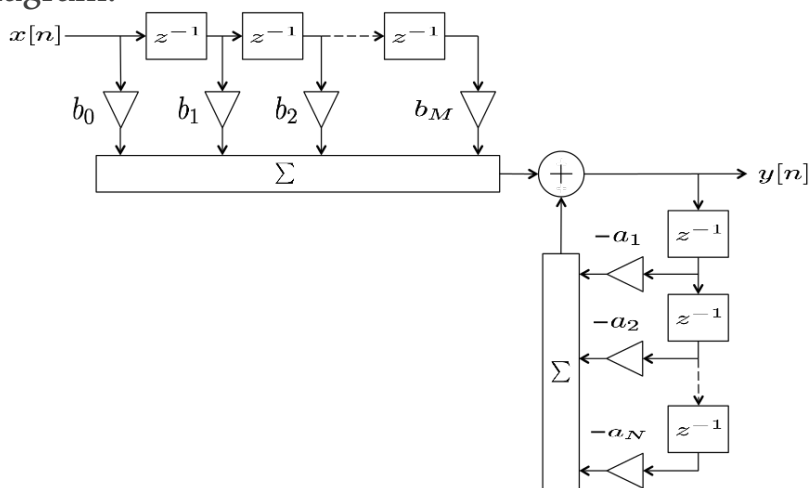 x[n] z⁻¹ z⁻¹ z⁻¹
b₀ b₁ b₂ b_M
Σ + y[n]
z⁻¹
-a₁
z⁻¹
-a₂
Σ
z⁻¹
-a_N